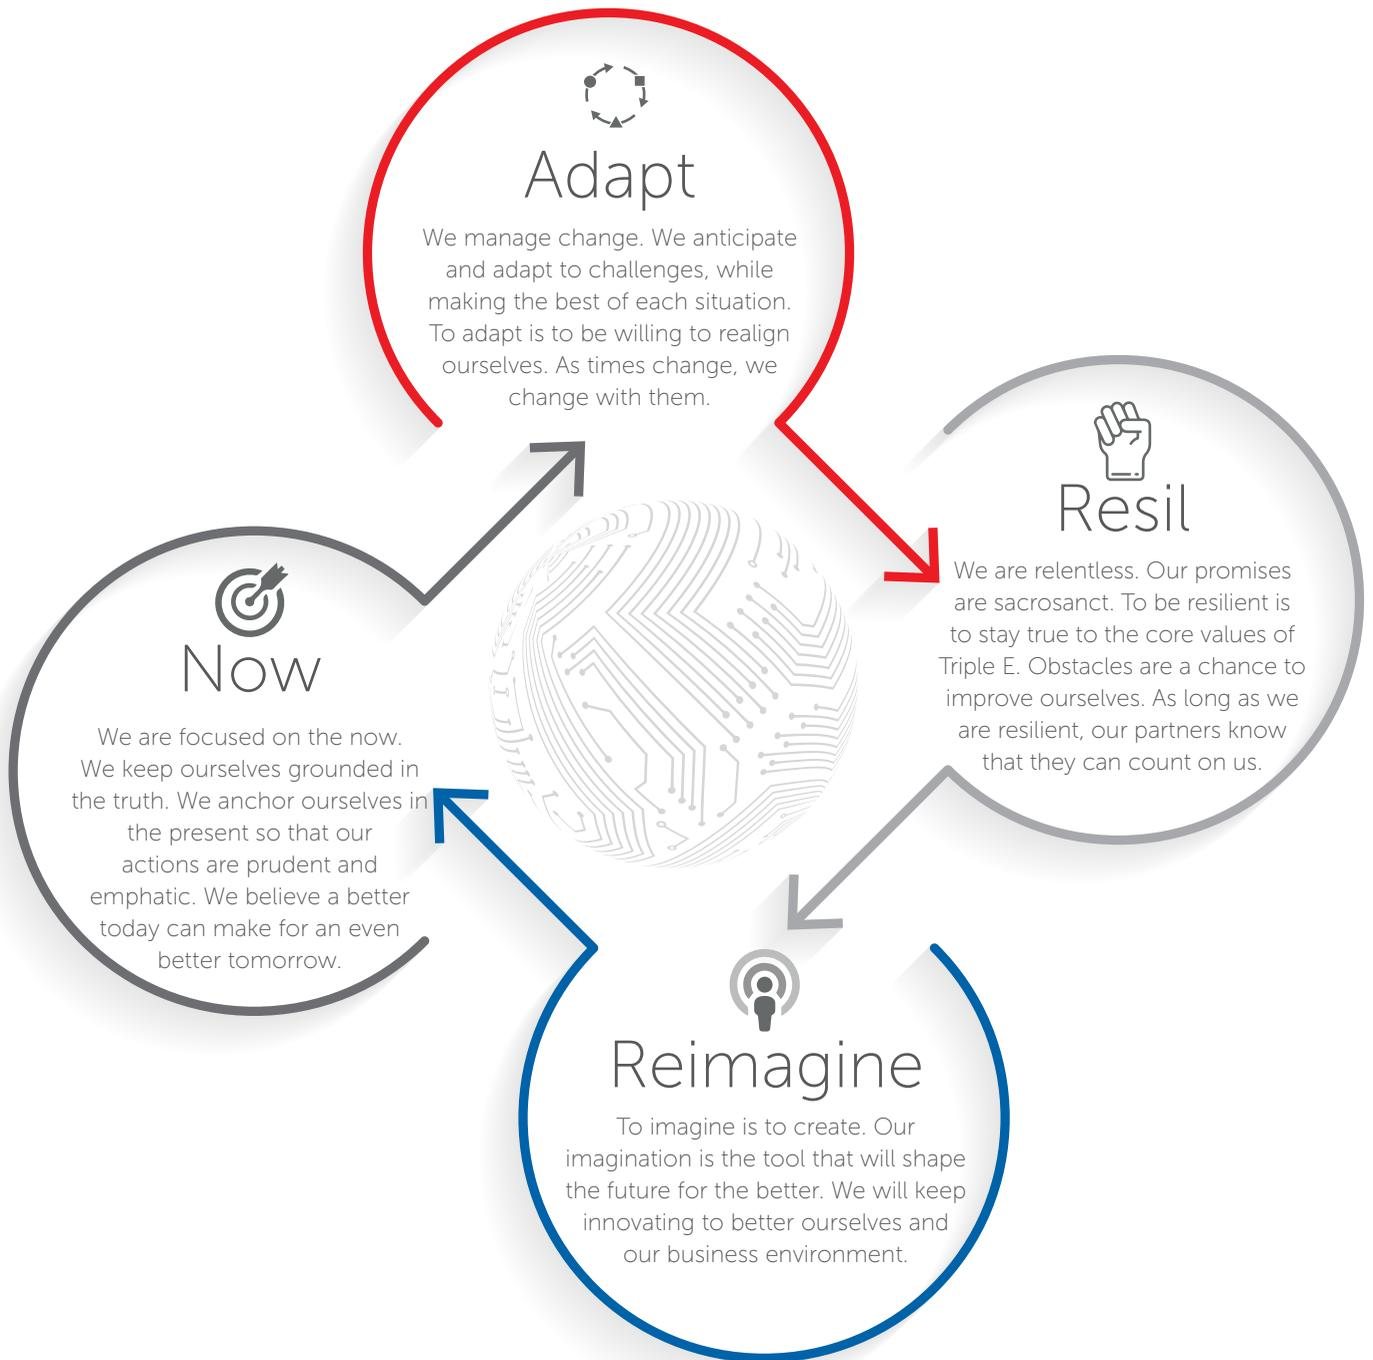 Adapt
We manage change. We anticipate
and adapt to challenges, while
making the best of each situation.
To adapt is to be willing to realign
ourselves. As times change, we
change with them.
Resil
We are relentless. Our promises
are sacrosanct. To be resilient is
to stay true to the core values of
Triple E. Obstacles are a chance to
improve ourselves. As long as we
are resilient, our partners know
that they can count on us.
Now
We are focused on the now.
We keep ourselves grounded in
the truth. We anchor ourselves in
the present so that our
actions are prudent and
emphatic. We believe a better
today can make for an even
better tomorrow.
Reimagine
To imagine is to create. Our
imagination is the tool that will shape
the future for the better. We will keep
innovating to better ourselves and
our business environment.